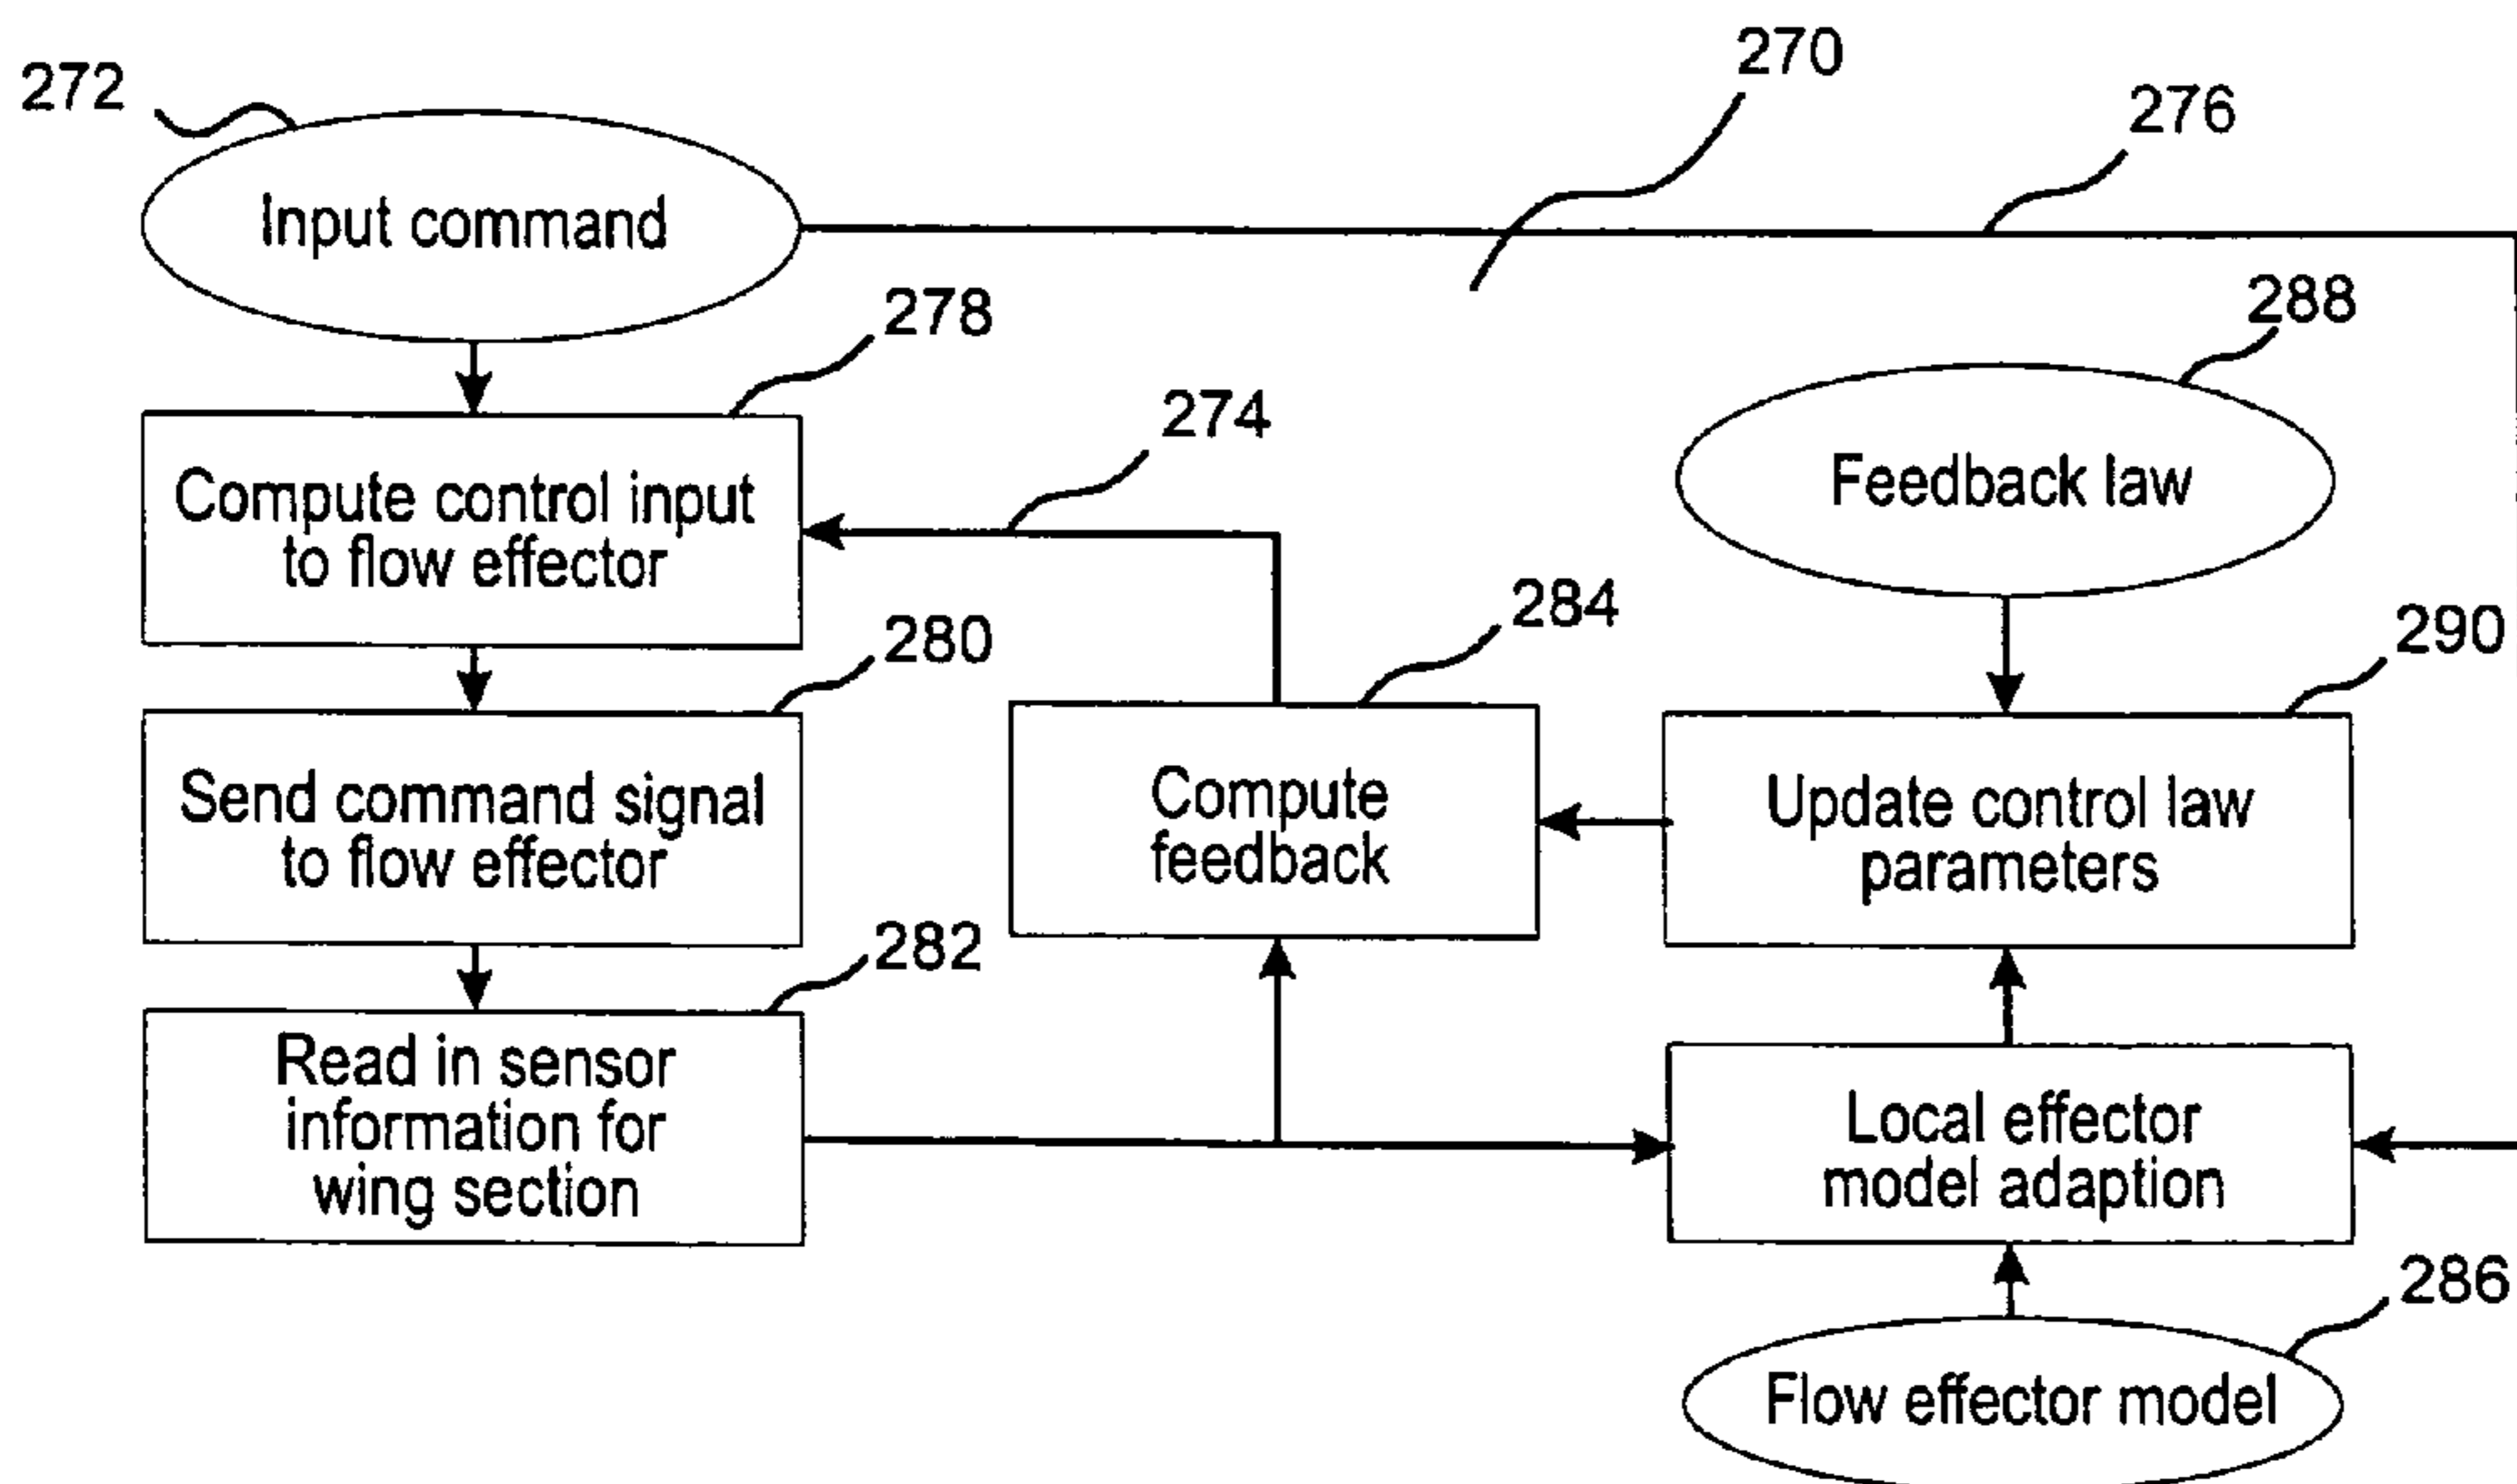 270
272
276
Input command
278
288
274
Feedback law
Compute control input
to flow effector
284
280
290
Send command signal
to flow effector
Compute
feedback
Update control law
parameters
282
Read in sensor
information for
wing section
Local effector
model adaption
286
Flow effector model